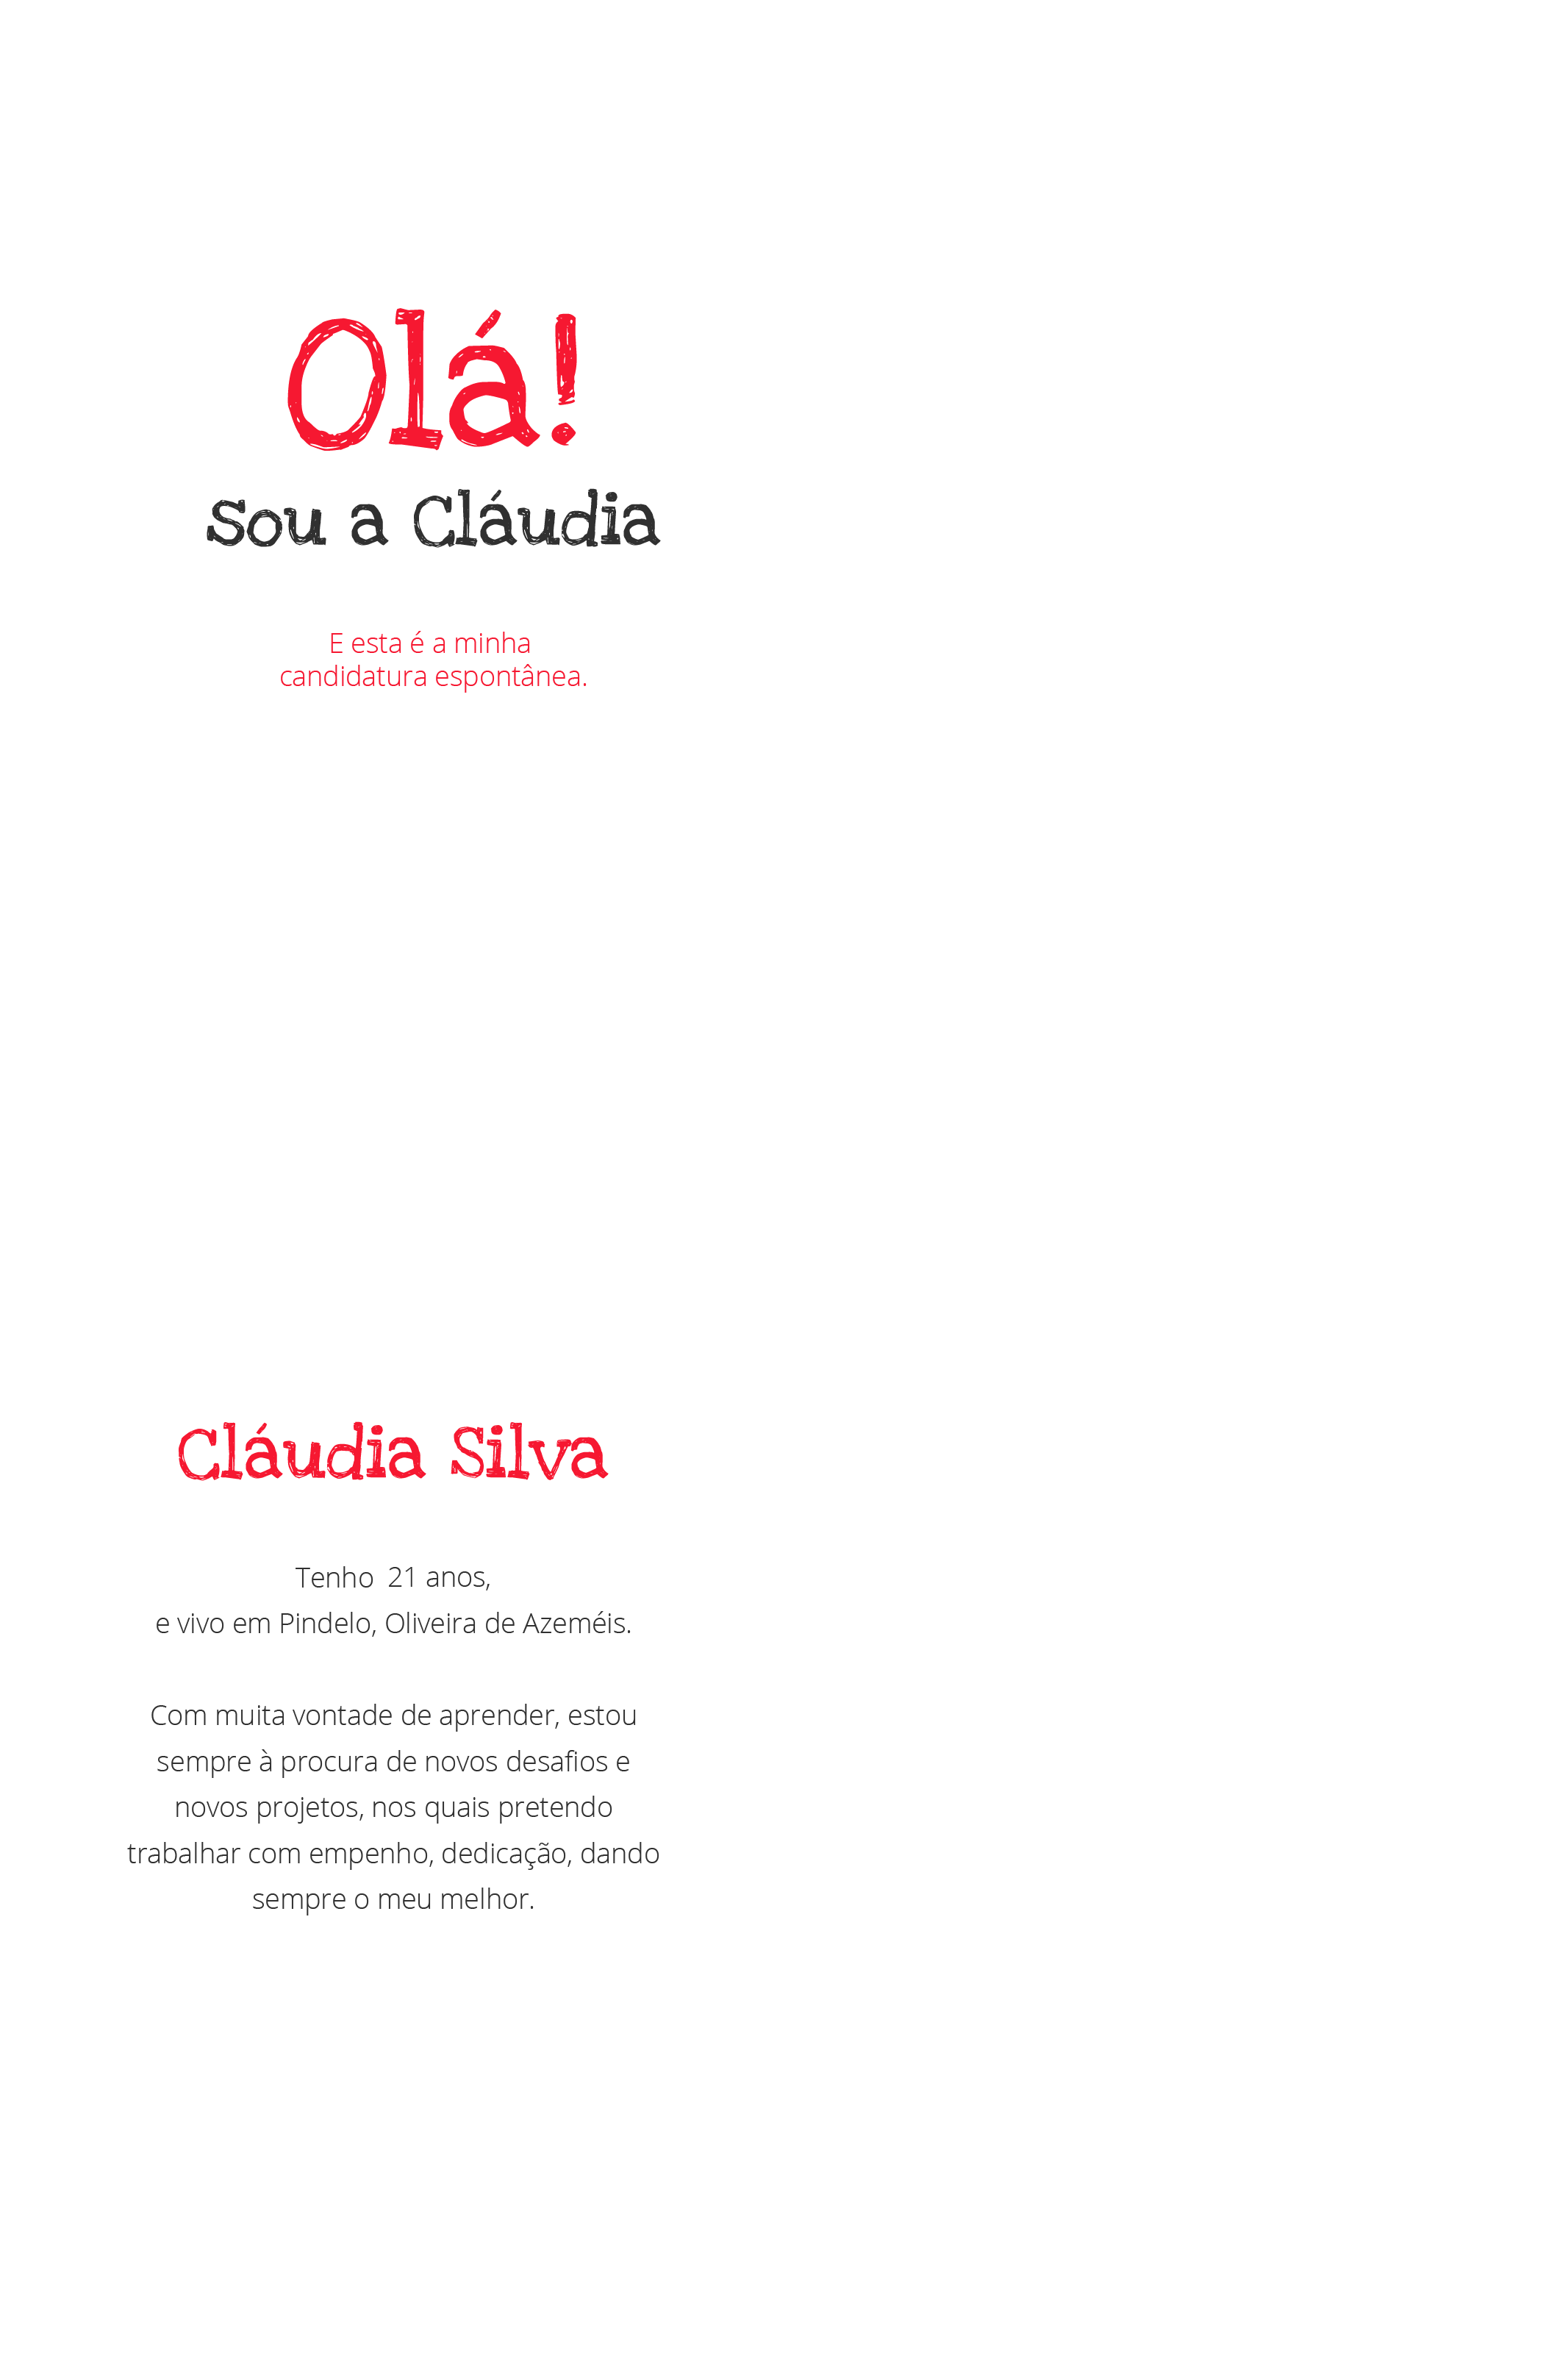 Olá!
Sou a Cláudia
E esta é a minha
candidatura espontânea.
Cláudia Silva
Tenho 21 anos,
e vivo em Pindelo, Oliveira de Azeméis.
Com muita vontade de aprender, estou
sempre à procura de novos desafios e
novos projetos, nos quais pretendo
trabalhar com empenho, dedicação, dando
sempre o meu melhor.